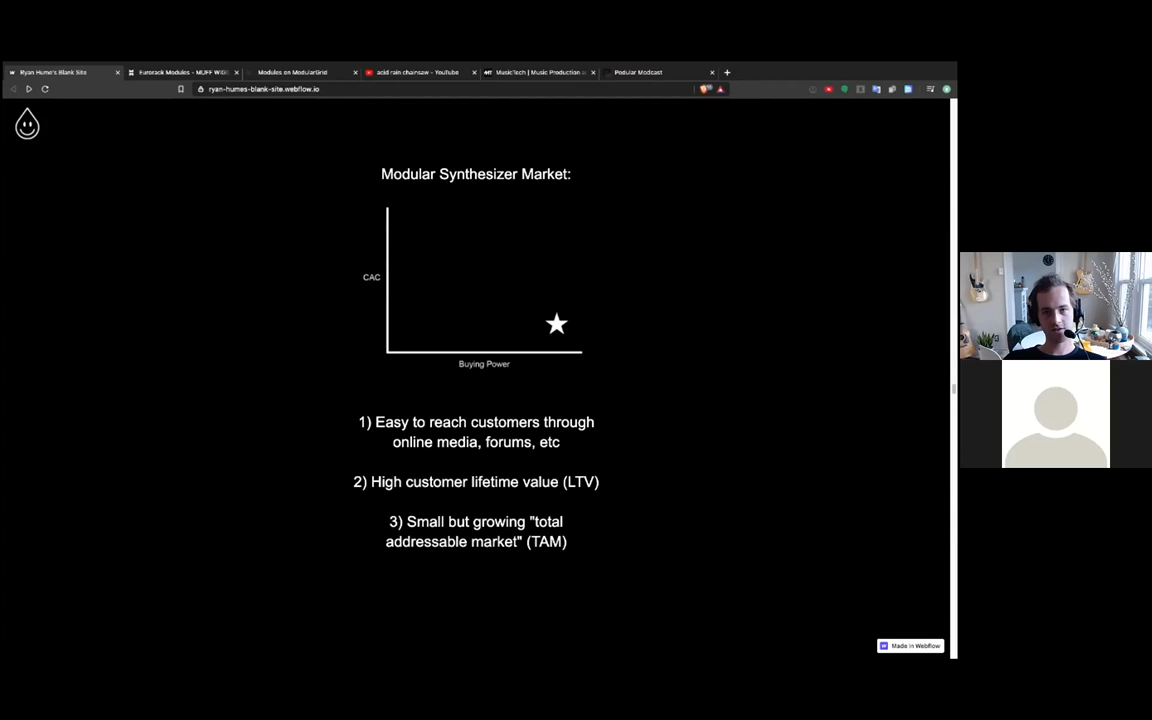 Ryan Hume's Blank Site
Eurorack Modules - MUFF WIG
Modules on ModularGrid
acid rain chainsaw - YouTube
MusicTech | Music Production a
Podular Modcast
ryan-humes-blank-site.webflow.io
Modular Synthesizer Market:
CAC
Buying Power
1) Easy to reach customers through
online media, forums, etc
2) High customer lifetime value (LTV)
3) Small but growing "total
addressable market" (TAM)
Made in Webflow